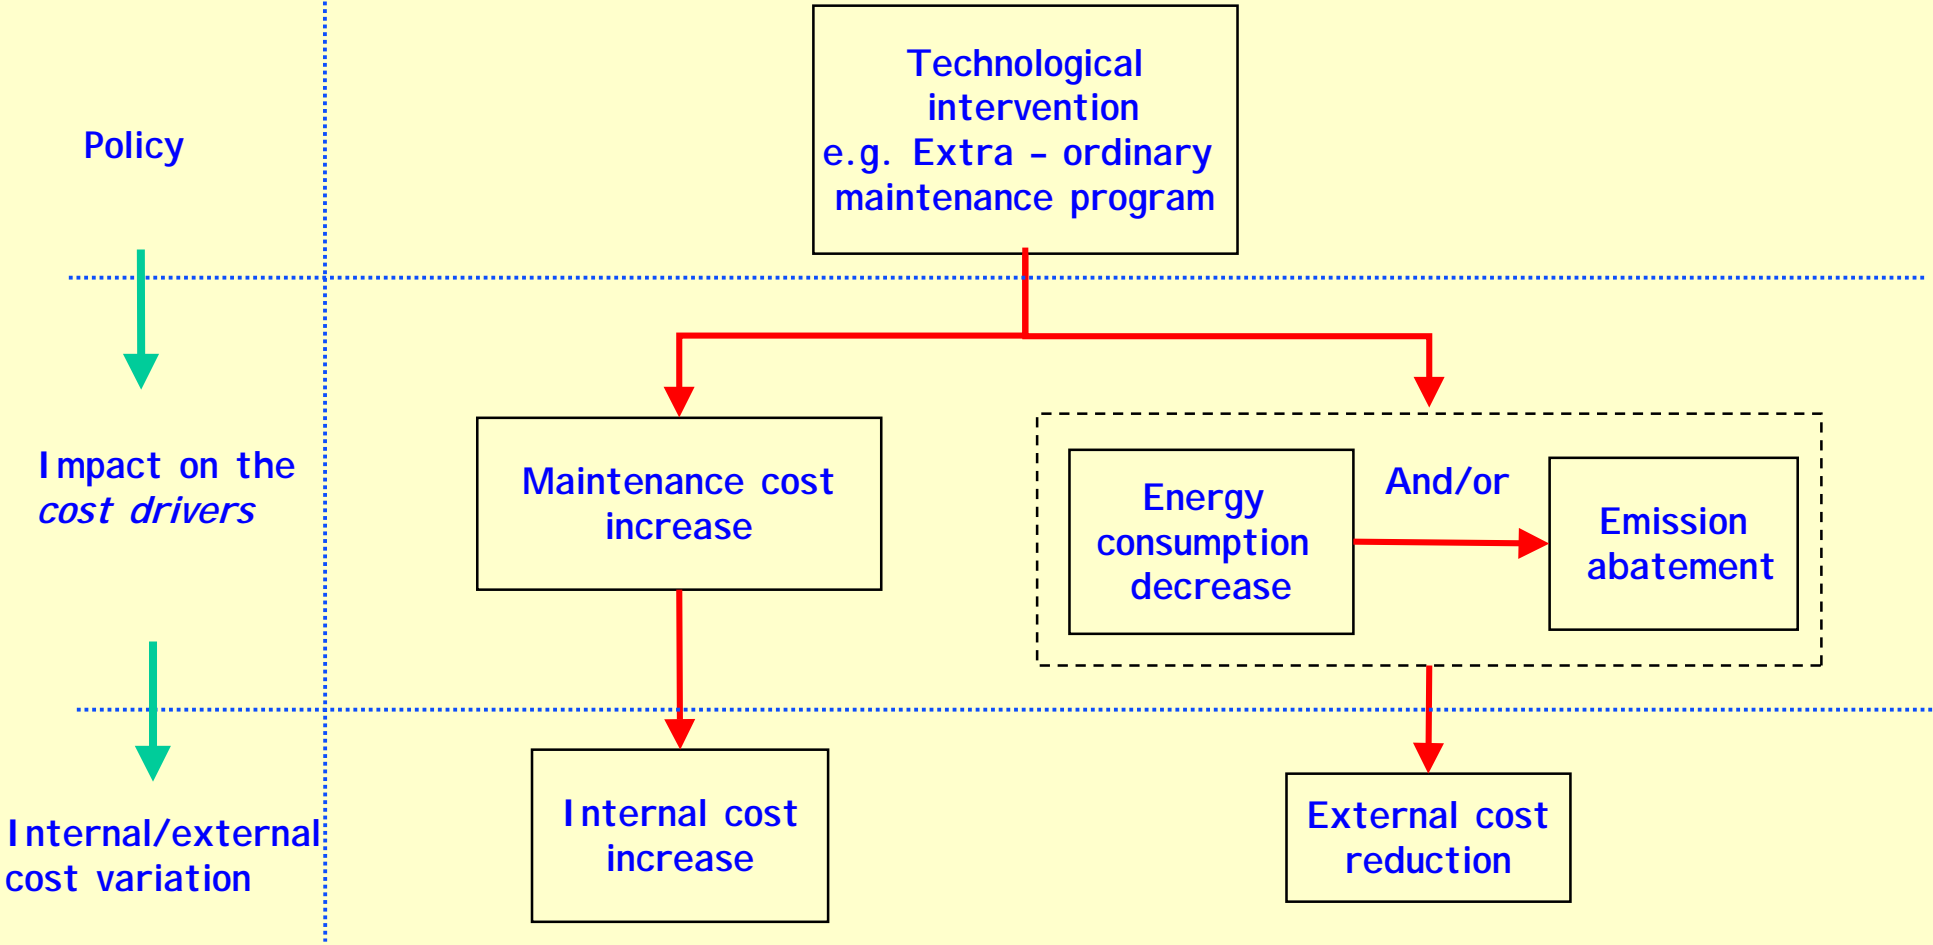 Policy
Technological
intervention
e.g. Extra – ordinary
maintenance program
Impact on the
cost drivers
Maintenance cost
increase
Energy
consumption
decrease
And/or
Emission
abatement
Internal/external
cost variation
Internal cost
increase
External cost
reduction